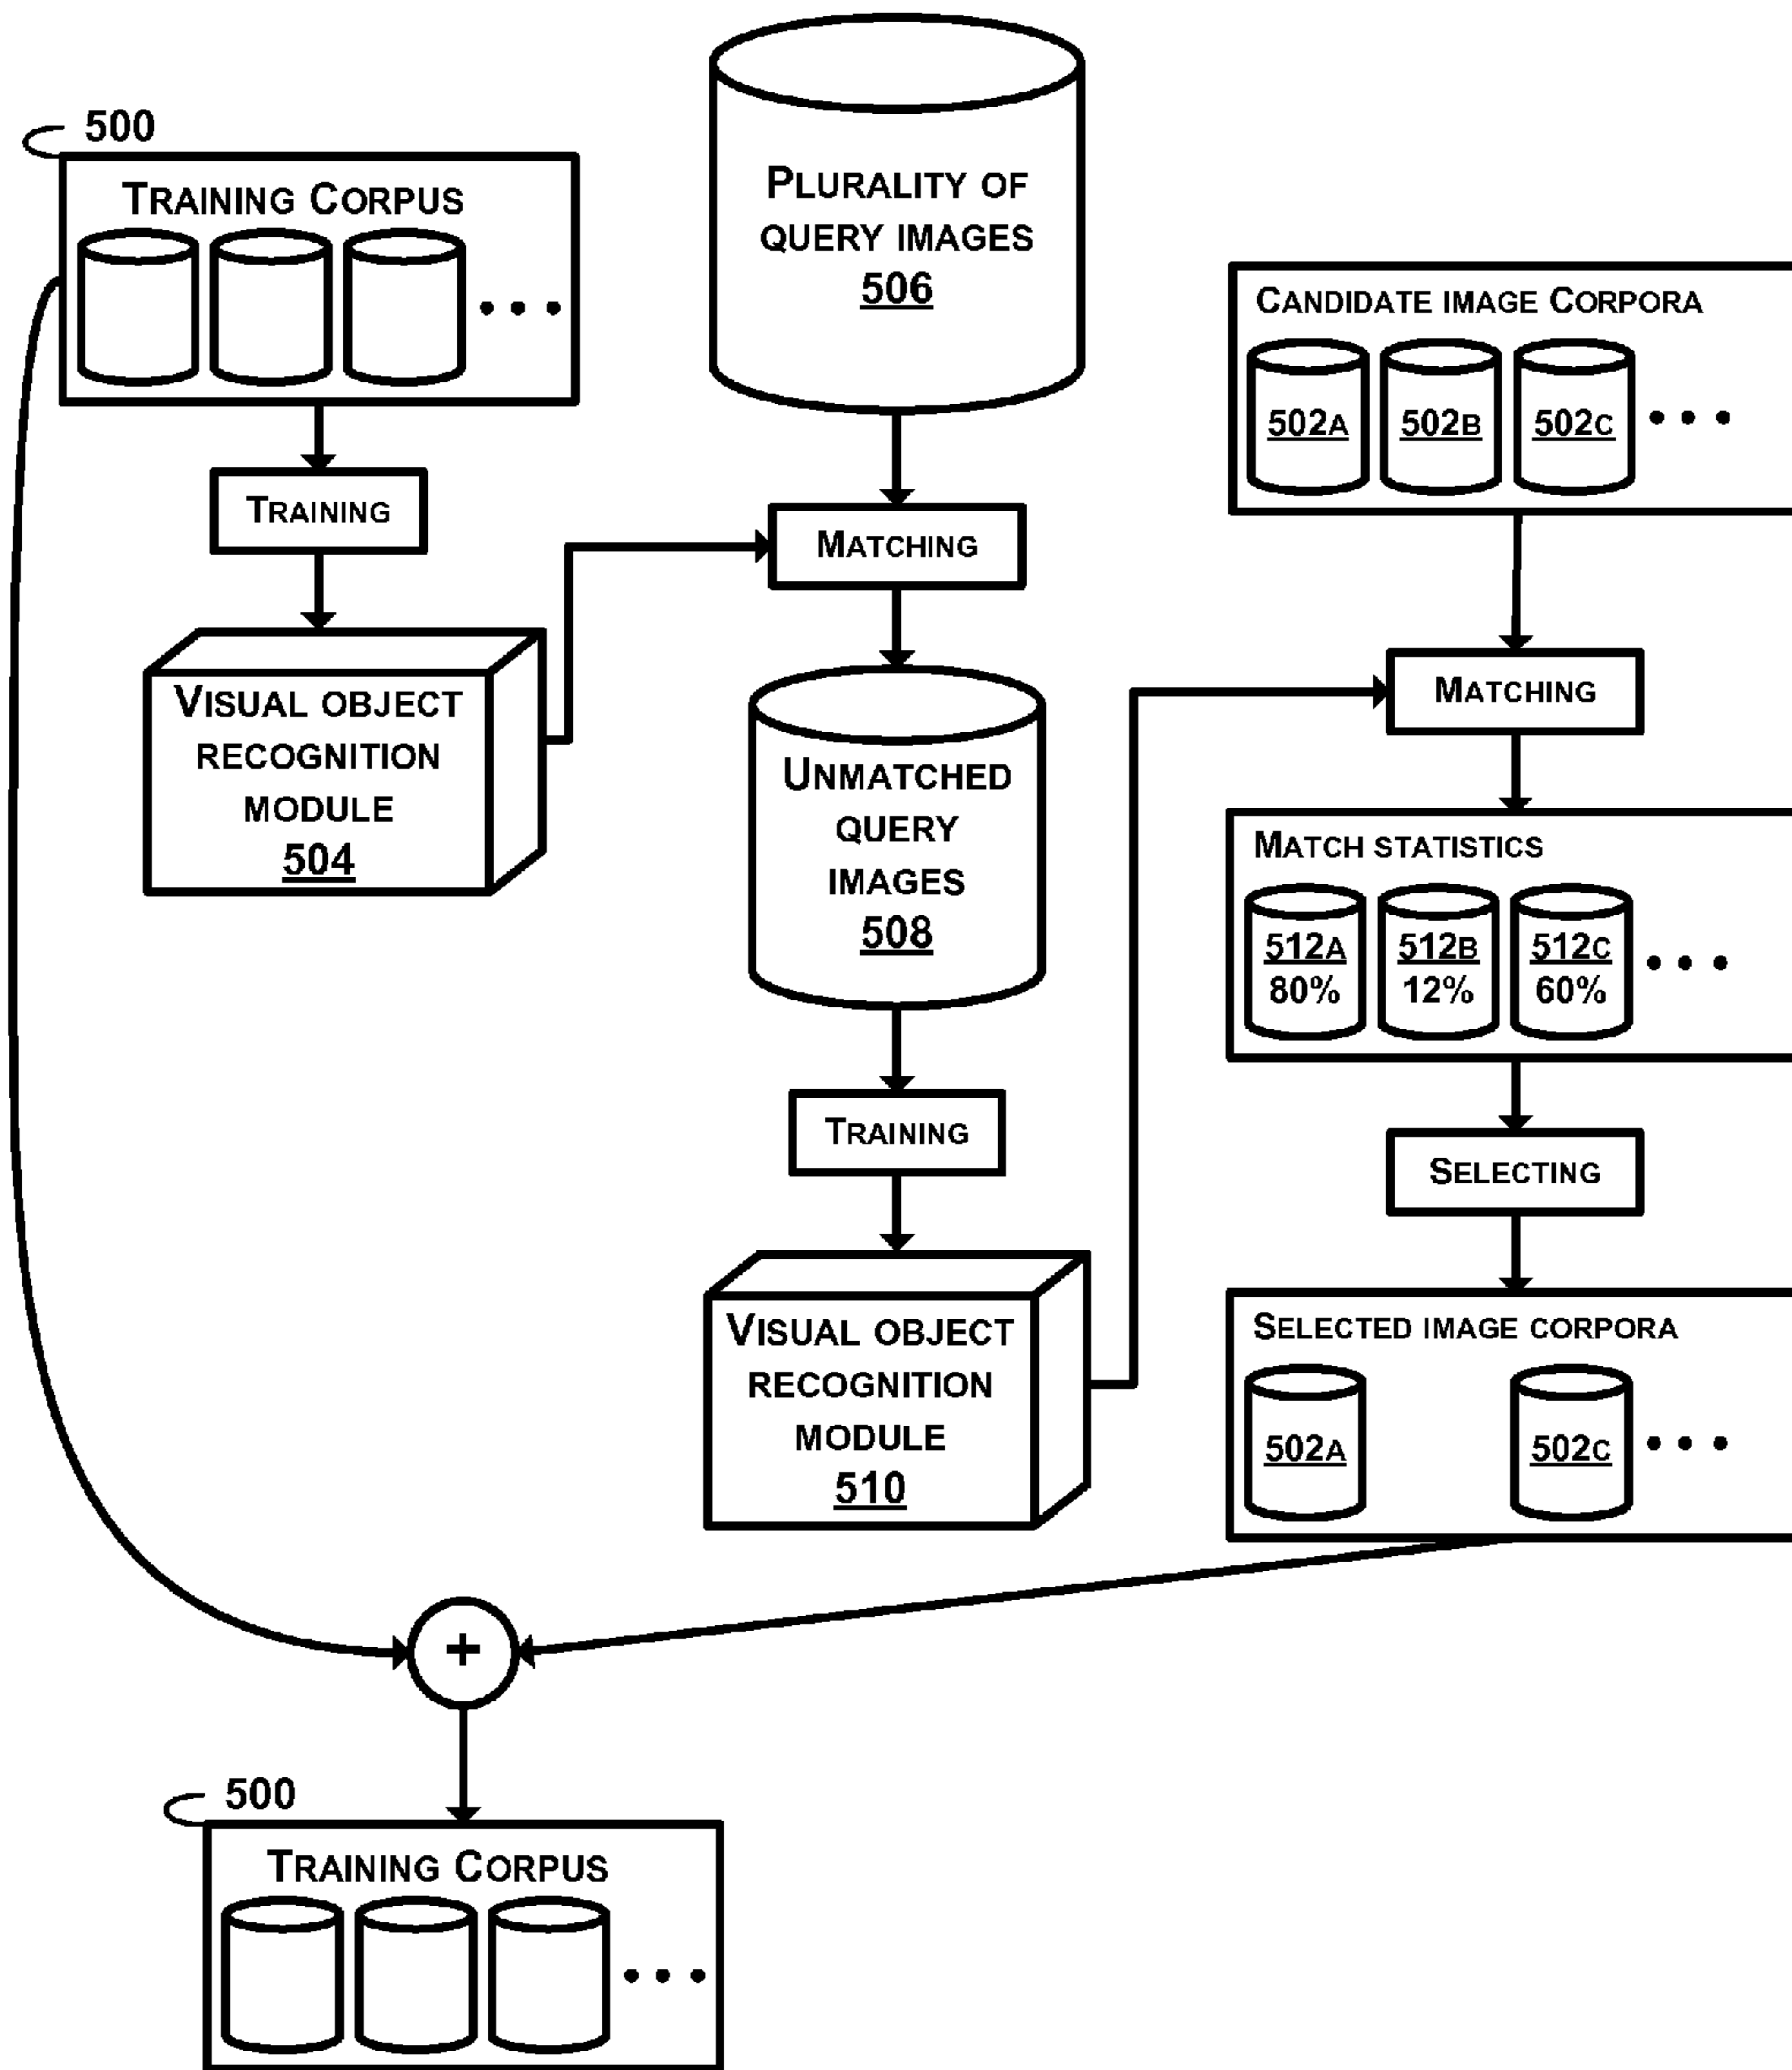 500
TRAINING CORPUS
TRAINING
VISUAL OBJECT
RECOGNITION
MODULE
504
PLURALITY OF
QUERY IMAGES
506
MATCHING
UNMATCHED
QUERY
IMAGES
508
TRAINING
VISUAL OBJECT
RECOGNITION
MODULE
510
CANDIDATE IMAGE CORPORA
502A 502B 502C
MATCHING
MATCH STATISTICS
512A 512B 512C
80% 12% 60%
SELECTING
SELECTED IMAGE CORPORA
502A 502C
+
500
TRAINING CORPUS